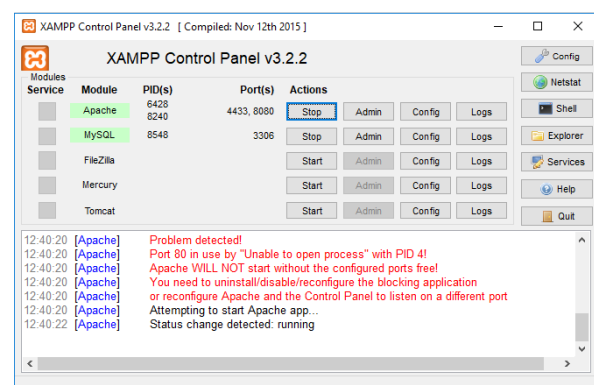 XAMPP Control Panel v3.2.2 [ Compiled: Nov 12th 2015 ]
XAMPP Control Panel v3.2.2
Config
Modules
Service Module PID(s) Port(s) Actions
Netstat
Apache 6428 8240 4433, 8080 Stop Admin Config Logs
Shell
MySQL 8548 3306 Stop Admin Config Logs
Explorer
FileZilla Start Admin Config Logs
Services
Mercury Start Admin Config Logs
Help
Tomcat Start Admin Config Logs
Quit
12:40:20 [Apache] Problem detected!
12:40:20 [Apache] Port 80 in use by "Unable to open process" with PID 4!
12:40:20 [Apache] Apache WILL NOT start without the configured ports free!
12:40:20 [Apache] You need to uninstall/disable/reconfigure the blocking application
12:40:20 [Apache] or reconfigure Apache and the Control Panel to listen on a different port
12:40:20 [Apache] Attempting to start Apache app...
12:40:22 [Apache] Status change detected: running